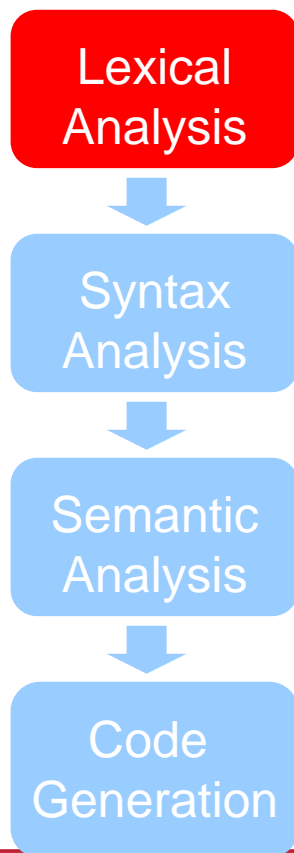 Lexical
Analysis
Syntax
Analysis
Semantic
Analysis
Code
Generation